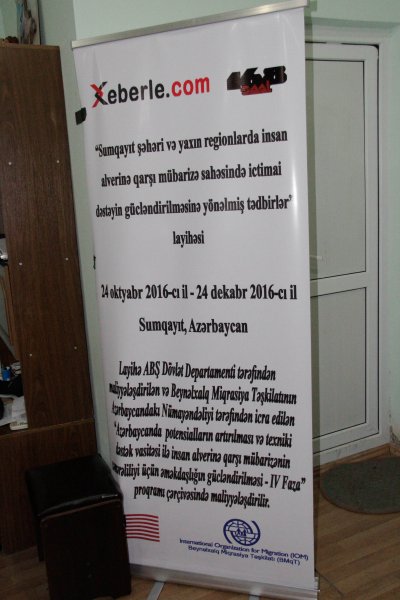 Xeberle.com
168
SAAT
“Sumqayıt şəhəri və yaxın regionlarda insan
alverinə qarşı mübarizə sahəsində ictimai
dəstəyin gücləndirilməsinə yönəlmiş tədbirlər”
layihəsi
24 oktyabr 2016-cı il - 24 dekabr 2016-cı il
Sumqayıt, Azərbaycan
Layihə ABŞ Dövlət Departamenti tərəfindən
maliyyələşdirilən və Beynəlxalq Miqrasiya Təşkilatının
Azərbaycandakı Nümayəndəliyi tərəfindən icra edilən
“Azərbaycanda potensialların artırılması və texniki
dəstək vasitəsi ilə insan alverinə qarşı mübarizənin
üçün əməkdaşlığın gücləndirilməsi - IV Faza”
proqramı çərçivəsində maliyyələşdirilir.
International Organization for Migration (IOM)
Beynəlxalq Miqrasiya Təşkilatı (BMqT)